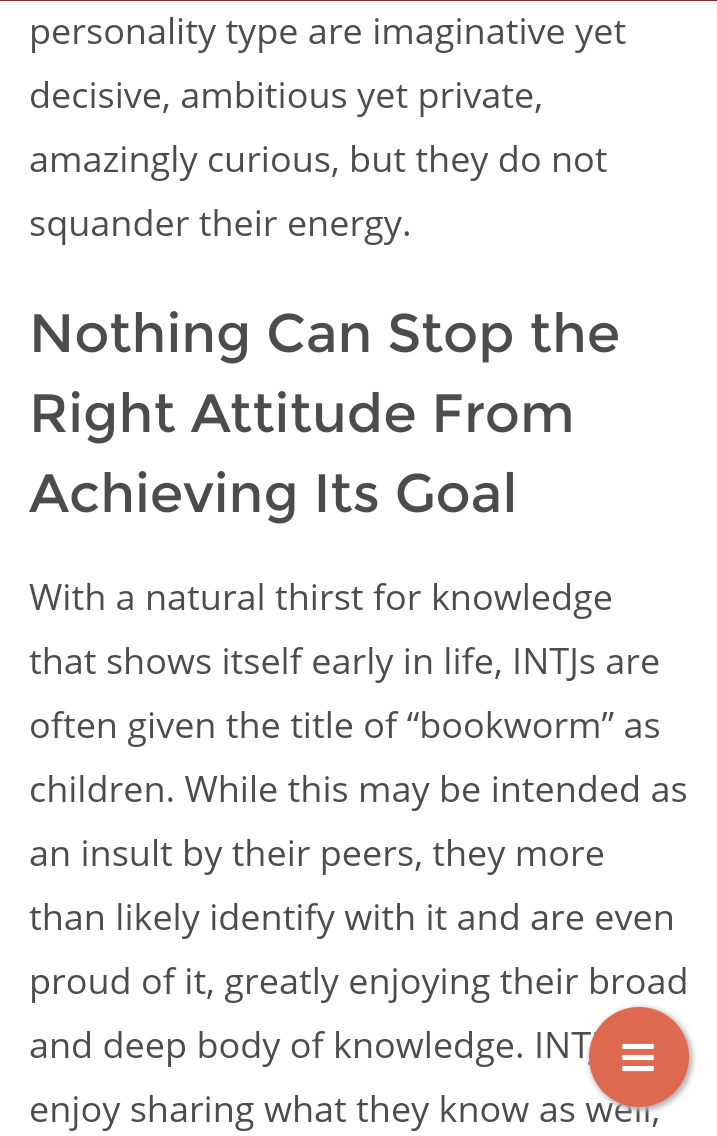 personality type are imaginative yet
decisive, ambitious yet private,
amazingly curious, but they do not
squander their energy.
Nothing Can Stop the
Right Attitude From
Achieving Its Goal
With a natural thirst for knowledge
that shows itself early in life, INTJs are
often given the title of “bookworm” as
children. While this may be intended as
an insult by their peers, they more
than likely identify with it and are even
proud of it, greatly enjoying their broad
and deep body of knowledge.
enjoy sharing what they know as well,